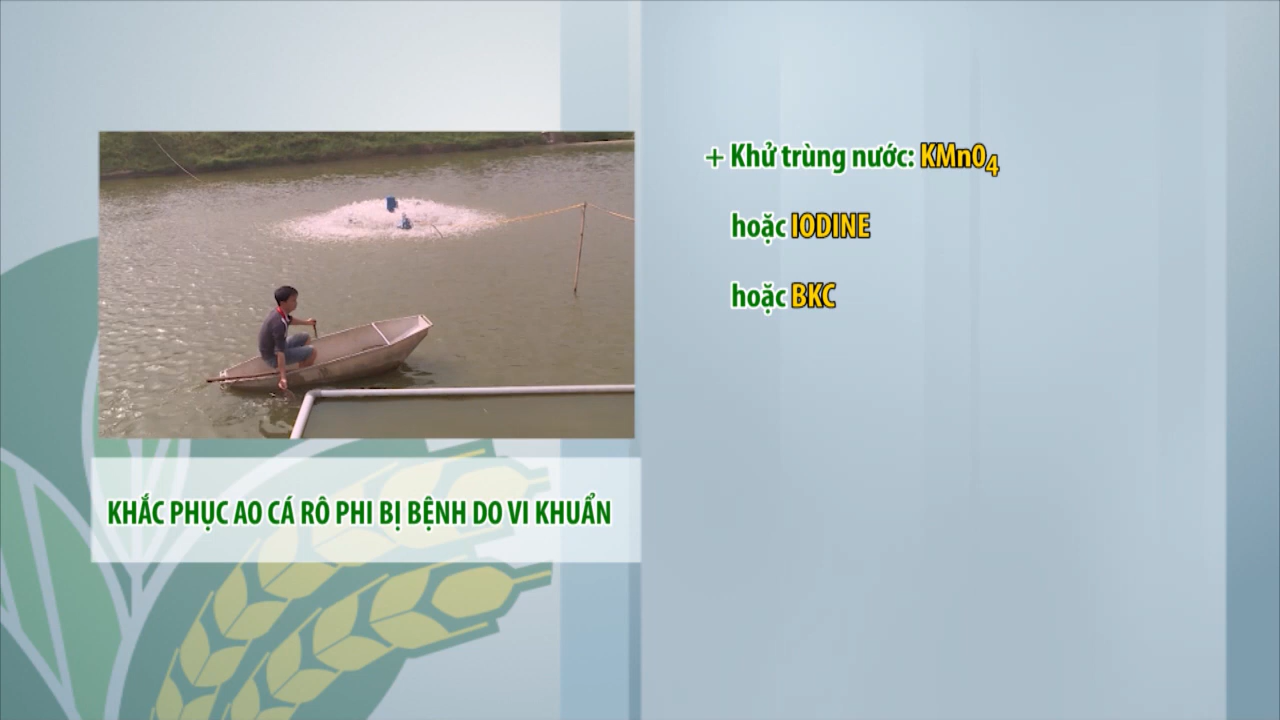 + Khử trùng nước: KMnO4
hoặc IODINE
hoặc BKC
KHẮC PHỤC AO CÁ RÔ PHI BỊ BỆNH DO VI KHUẨN